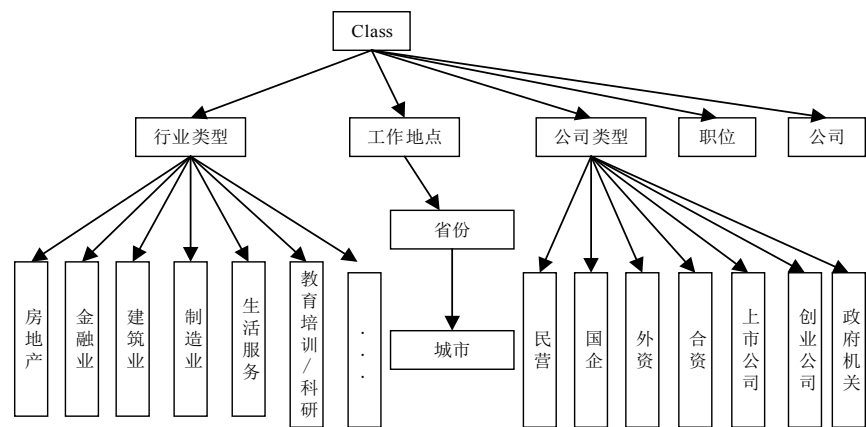 Class
行业类型
工作地点
公司类型
职位
公司
省份
城市
房地产
金融业
建筑业
制造业
生活服务
教育培训/科研
...
民营
国企
外资
合资
上市公司
创业公司
政府机关